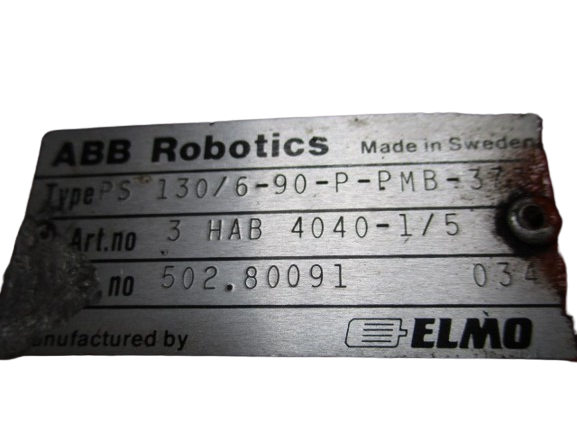 ABB Robotics Made in Sweden
Type PS 130/6-90-P-PMB-37
Art.no 3 HAB 4040-1/5
no 502.80091 034
Manufactured by ELMO